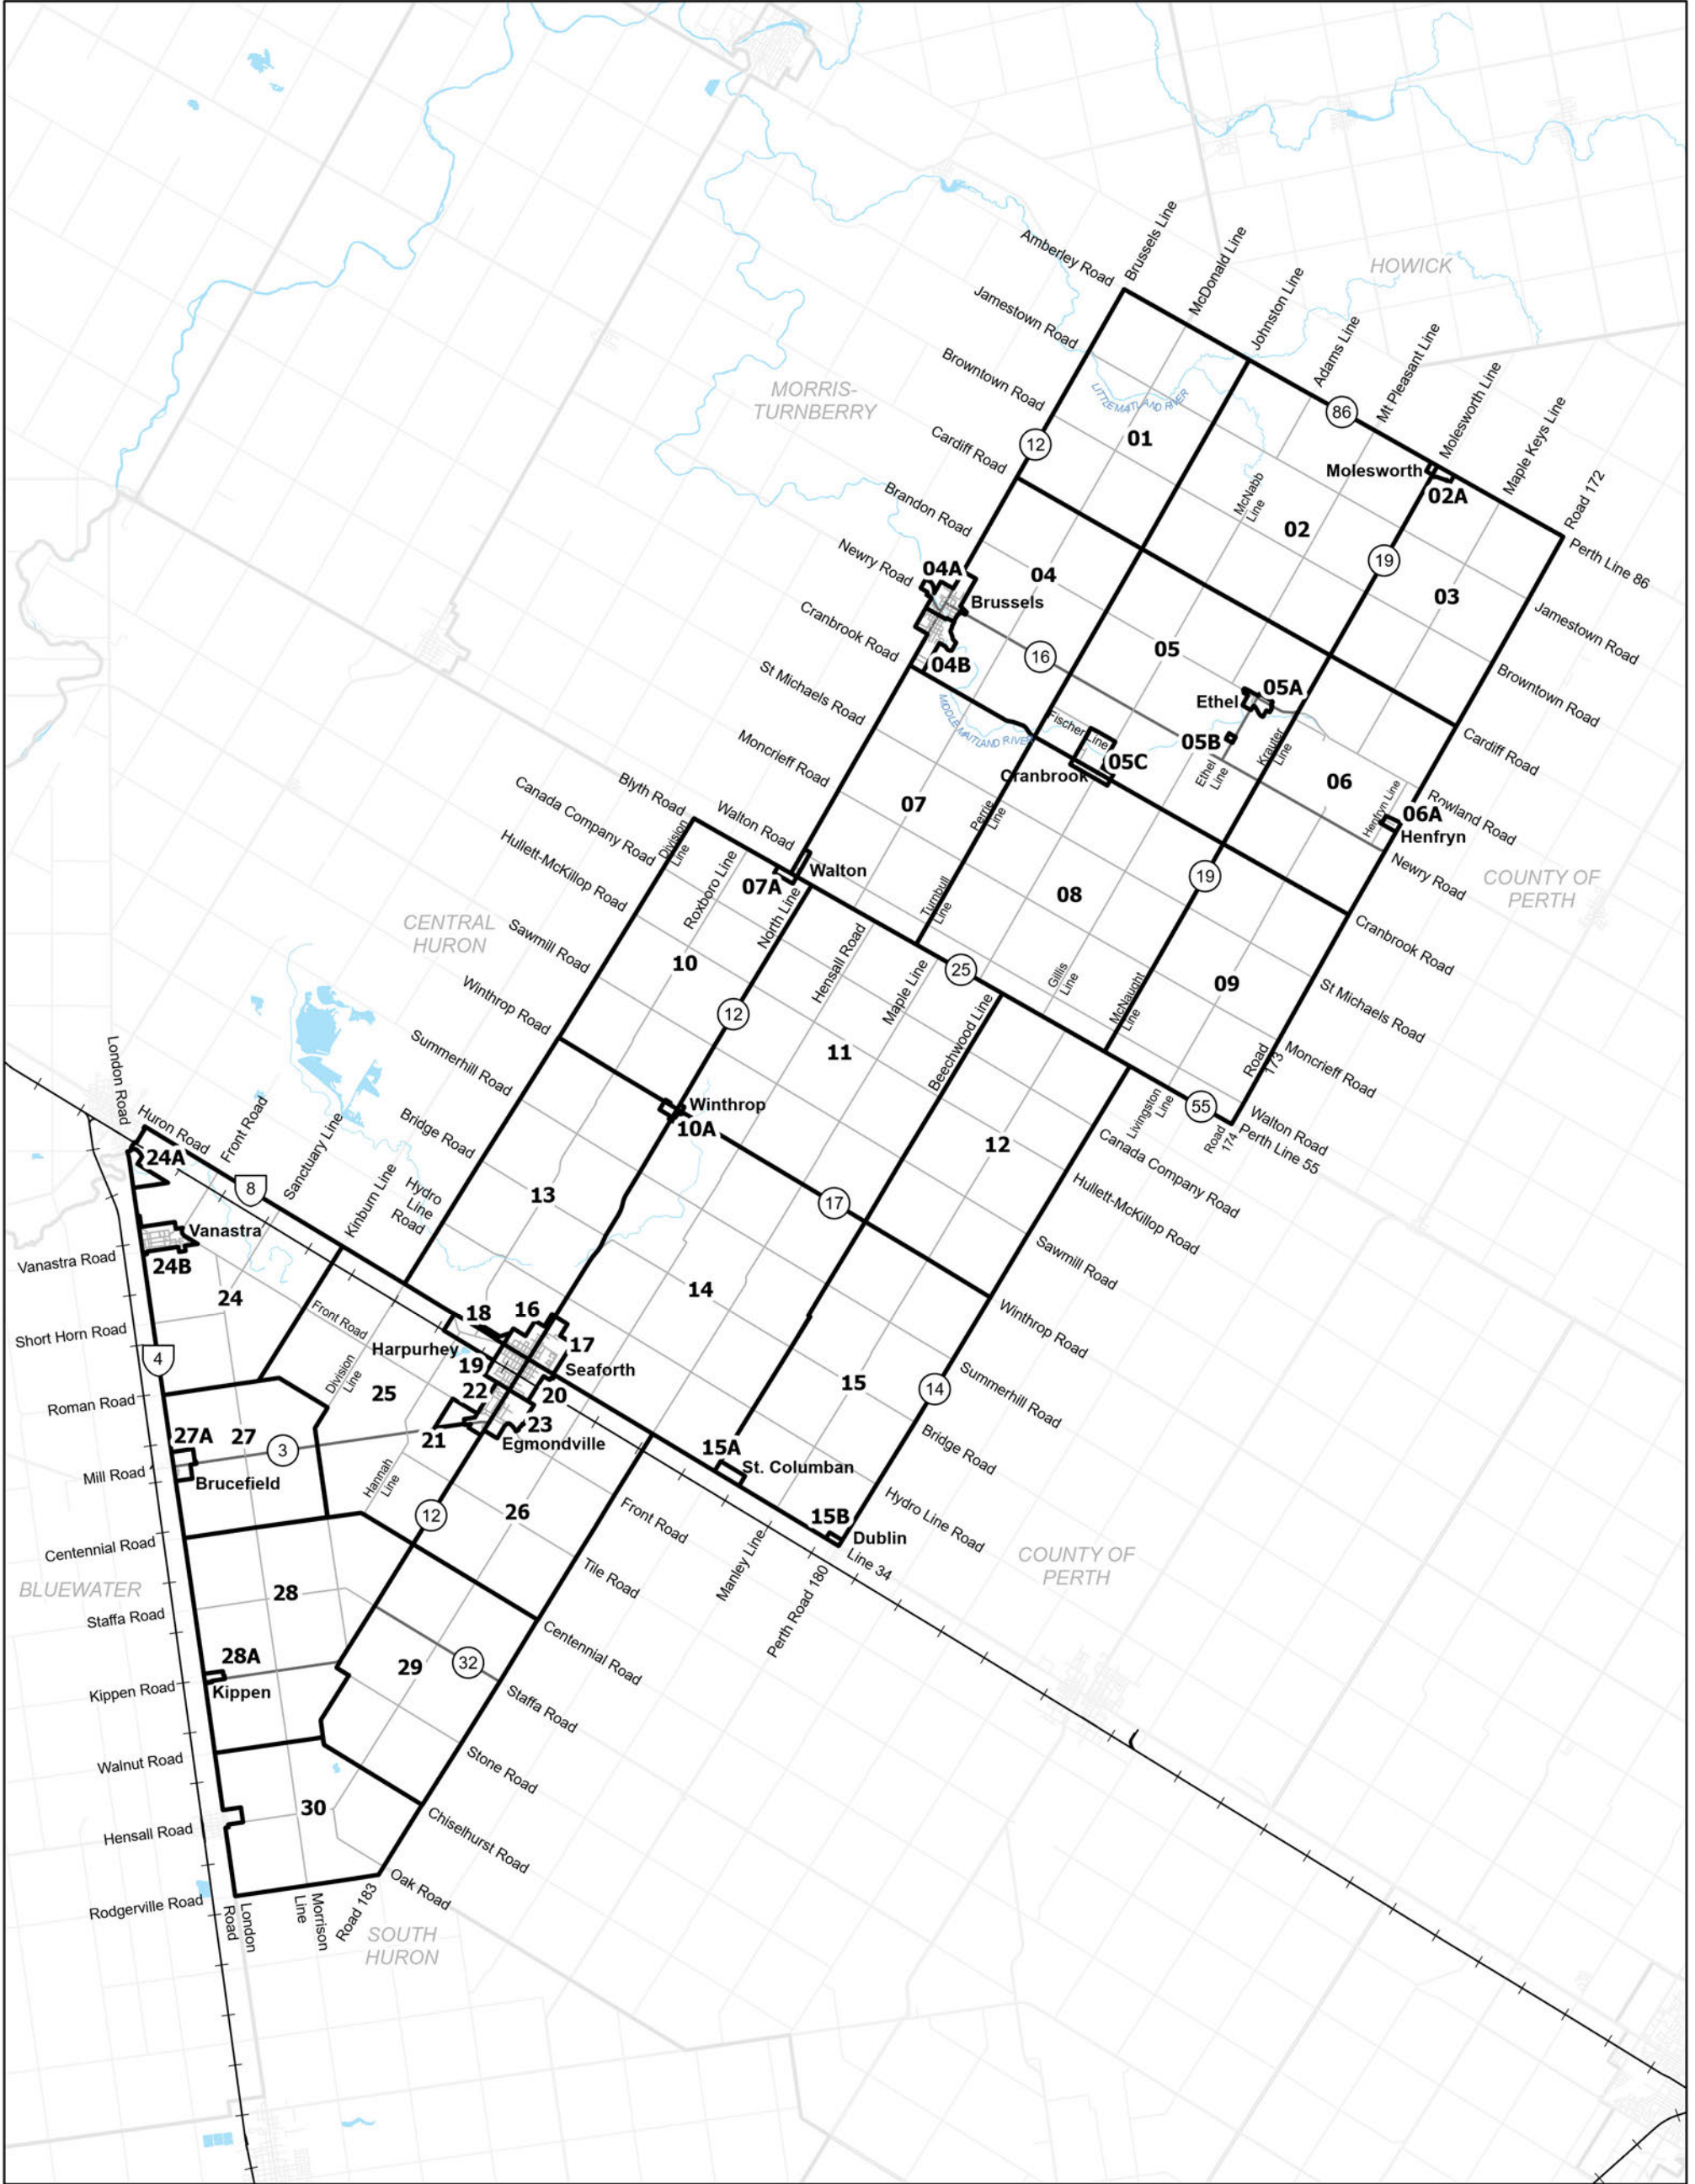 Amberley Road
Brussels Line
McDonald Line
Johnston Line
HOWICK
Jamestown Road
Adams Line
Mt Pleasant Line
Molesworth Line
Maple Keys Line
Road 172
Perth Line 86
Browntown Road
MORRIS-
TURNBERRY
LITTLE MAITLAND RIVER
86
01
12
Cardiff Road
Molesworth
02A
McNabb
Line
02
19
03
Brandon Road
Newry Road
04A
04
Brussels
Jamestown Road
Cranbrook Road
04B
16
05
Browntown Road
St Michaels Road
Ethel
05A
MIDDLE MAITLAND RIVER
Fischer Line
05B
Krauter
Line
Cardiff Road
Moncrieff Road
Cranbrook
05C
Ethel
Line
06
Henfryn Line
Rowland Road
06A
Henfryn
Blyth Road
Canada Company Road
Walton Road
07
Perrie
Line
Division
Line
Hullett-McKillop Road
Roxboro Line
07A
Walton
Newry Road
COUNTY OF
PERTH
19
08
Turnbull
Line
North Line
CENTRAL
HURON
Sawmill Road
Hensall Road
Cranbrook Road
10
Maple Line
25
Gillis
Line
09
McNaught
Line
St Michaels Road
Winthrop Road
12
Beechwood Line
11
Road
173
Moncrieff Road
Summerhill Road
London Road
Huron Road
Front Road
Sanctuary Line
Bridge Road
Winthrop
10A
12
Livingston
Line
55
Walton Road
Road
174
Perth Line 55
24A
8
Kinburn Line
Hydro
Line
Road
13
17
Canada Company Road
Hullett-McKillop Road
Vanastra
Vanastra Road
24B
Sawmill Road
24
14
Short Horn Road
Front Road
18
16
17
Winthrop Road
Harpurhey
19
Seaforth
4
Division
Line
25
22
20
15
14
Summerhill Road
Roman Road
27A
27
3
21
23
Egmondville
Bridge Road
Mill Road
Brucefield
Hannah
Line
15A
St. Columban
12
26
Front Road
Hydro Line Road
15B
Dublin
Line 34
Centennial Road
Manley Line
Perth Road 180
COUNTY OF
PERTH
BLUEWATER
28
Tile Road
Staffa Road
28A
Kippen
29
32
Centennial Road
Kippen Road
Staffa Road
Walnut Road
Stone Road
30
Hensall Road
Chiselhurst Road
Oak Road
Rodgerville Road
London
Road
Morrison
Line
Road 183
SOUTH
HURON